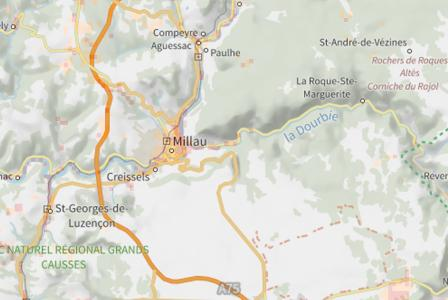 Compeyre
Aguessac
Paulhe
St-André-de-Vézines
Rochers de Roques
Altès
Corniche du Rajol
La Roque-Ste-
Marguerite
la Dourbie
Millau
Creissels
St-Georges-de-
Luzençon
NATUREL RÉGIONAL GRANDS
CAUSSES
A75